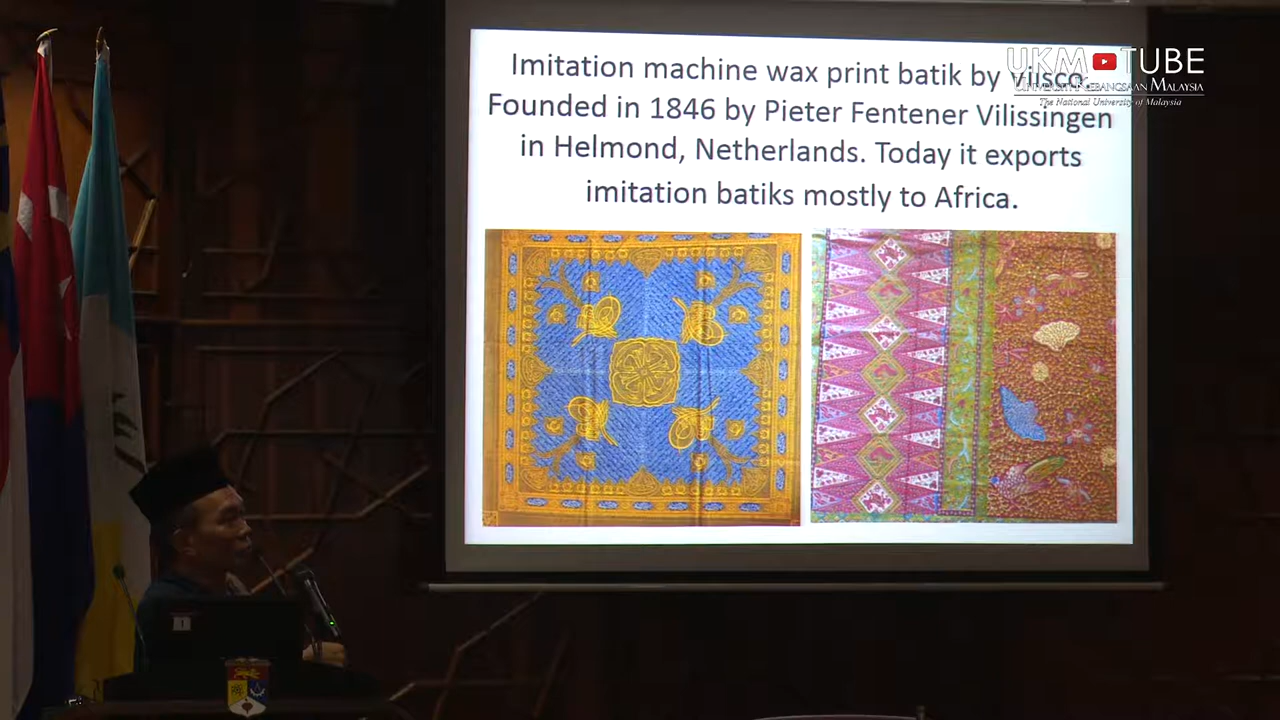 Imitation machine wax print batik by Vlisco.
Founded in 1846 by Pieter Fentener Vilissingen
in Helmond, Netherlands. Today it exports
imitation batiks mostly to Africa.
UKM TUBE
UNIVERSITI KEBANGSAAN MALAYSIA
The National University of Malaysia